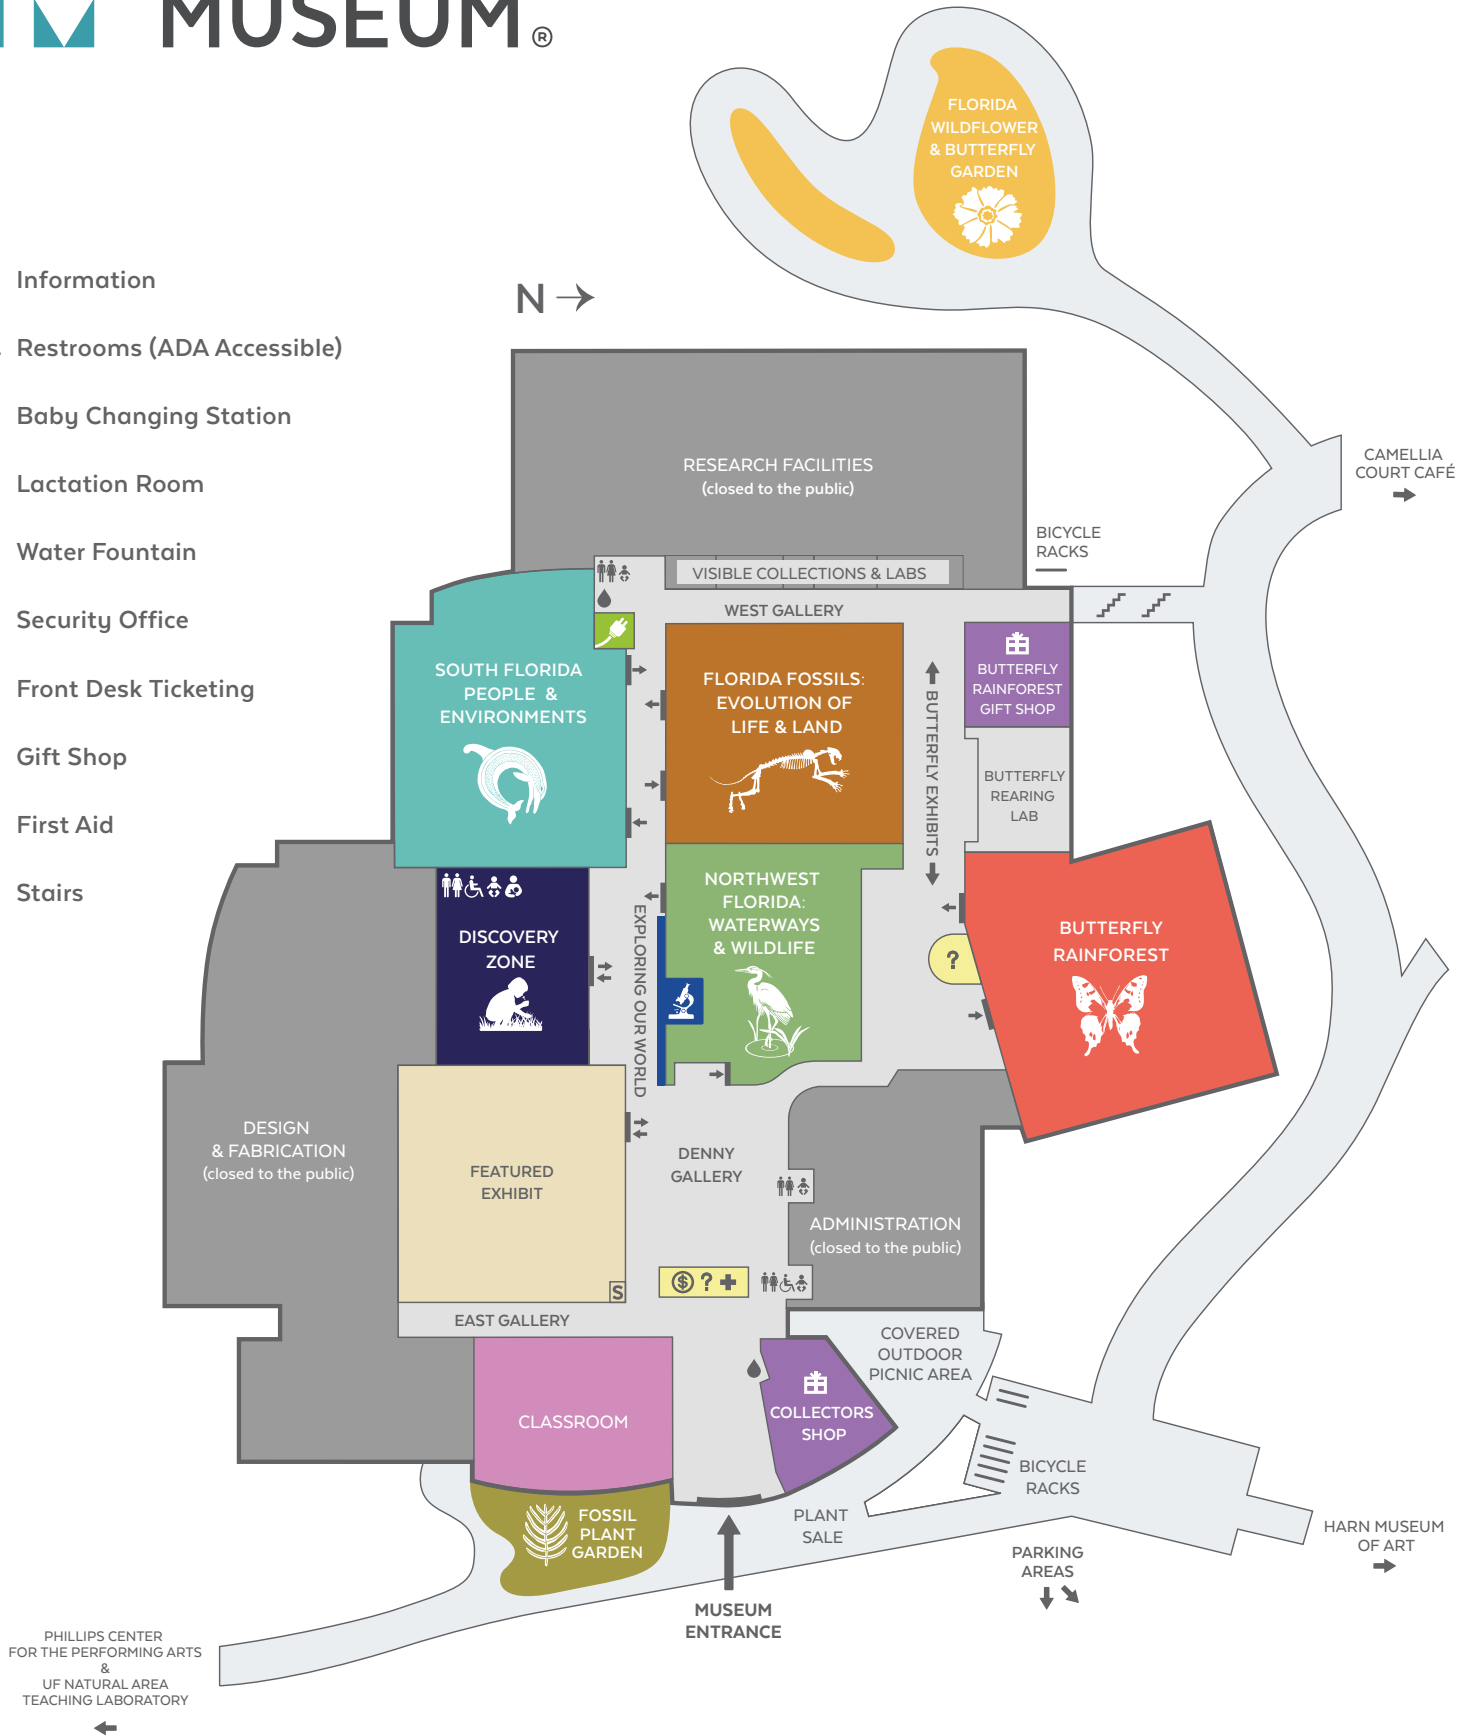 MUSEUM®
FLORIDA
WILDFLOWER
& BUTTERFLY
GARDEN
Information
Restrooms (ADA Accessible)
Baby Changing Station
Lactation Room
Water Fountain
Security Office
Front Desk Ticketing
Gift Shop
First Aid
Stairs
N
RESEARCH FACILITIES
(closed to the public)
CAMELLIA
COURT CAFÉ
BICYCLE
RACKS
VISIBLE COLLECTIONS & LABS
WEST GALLERY
SOUTH FLORIDA
PEOPLE &
ENVIRONMENTS
FLORIDA FOSSILS:
EVOLUTION OF
LIFE & LAND
BUTTERFLY EXHIBITS
BUTTERFLY
RAINFOREST
GIFT SHOP
BUTTERFLY
REARING
LAB
DISCOVERY
ZONE
EXPLORING OUR WORLD
NORTHWEST
FLORIDA:
WATERWAYS
& WILDLIFE
?
BUTTERFLY
RAINFOREST
DESIGN
& FABRICATION
(closed to the public)
FEATURED
EXHIBIT
S
DENNY
GALLERY
ADMINISTRATION
(closed to the public)
$ ?
EAST GALLERY
COVERED
OUTDOOR
PICNIC AREA
CLASSROOM
COLLECTORS
SHOP
BICYCLE
RACKS
FOSSIL
PLANT
GARDEN
PLANT
SALE
MUSEUM
ENTRANCE
PARKING
AREAS
HARN MUSEUM
OF ART
PHILLIPS CENTER
FOR THE PERFORMING ARTS
&
UF NATURAL AREA
TEACHING LABORATORY